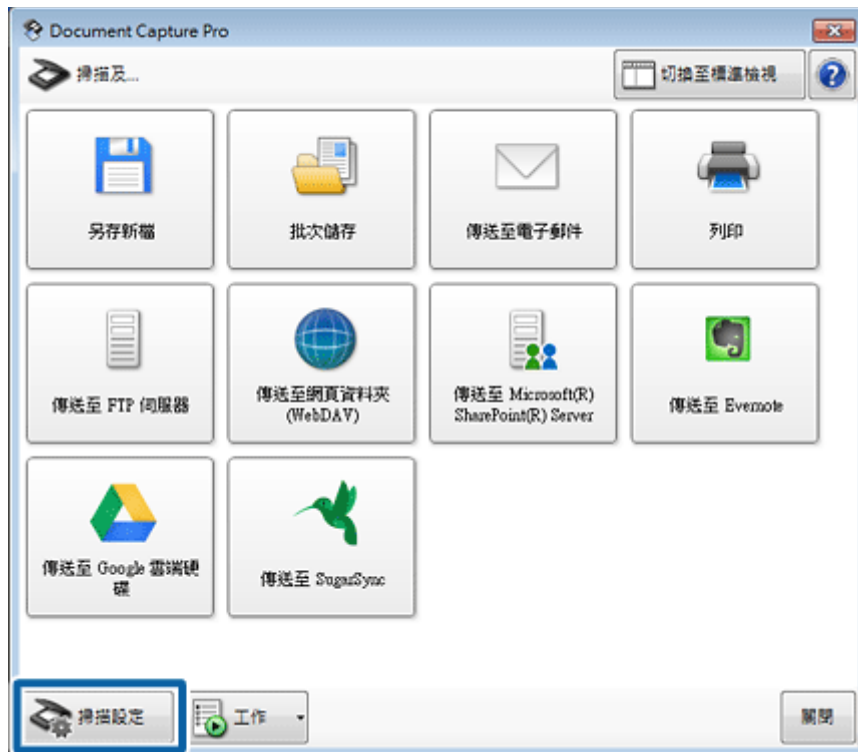 Document Capture Pro
掃描及...
切換至標準檢視
另存新檔
批次儲存
傳送至電子郵件
列印
傳送至 FTP 伺服器
傳送至網頁資料夾
(WebDAV)
傳送至 Microsoft(R)
SharePoint(R) Server
傳送至 Evernote
傳送至 Google 雲端硬
碟
傳送至 SugarSync
掃描設定
工作
關閉